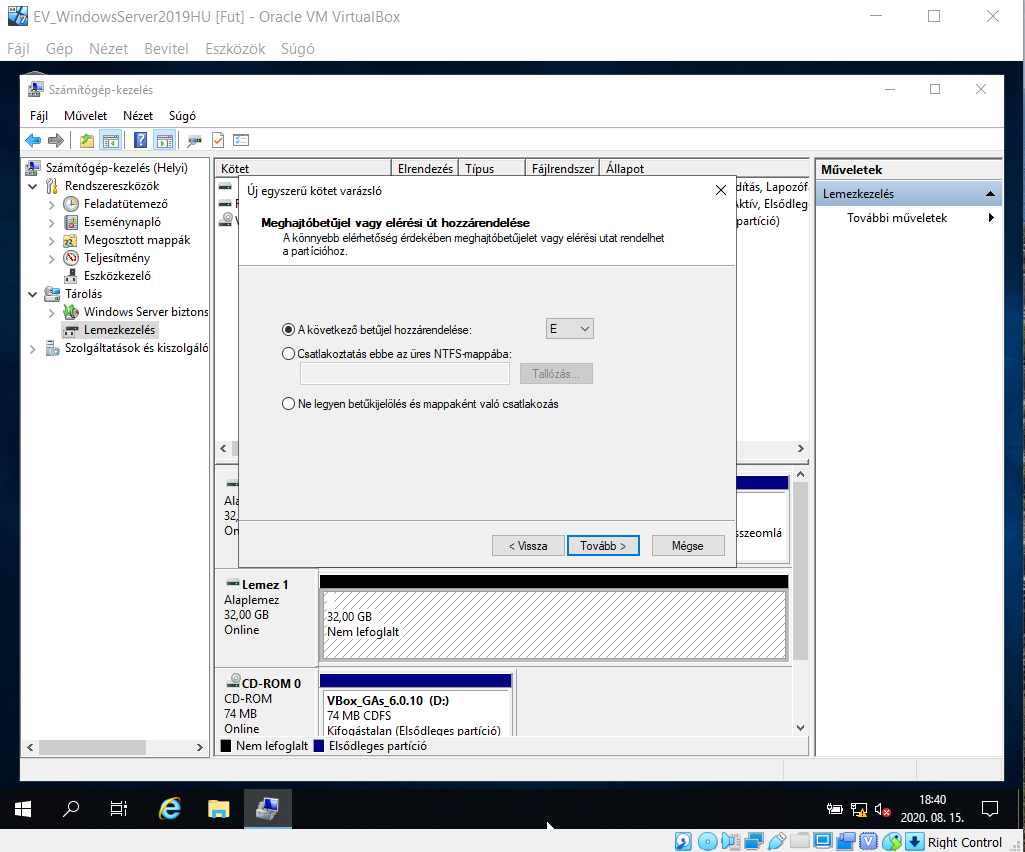 EV_WindowsServer2019HU [Fut] - Oracle VM VirtualBox
Fájl Gép Nézet Bevitel Eszközök Súgó
Számítógép-kezelés
Fájl Művelet Nézet Súgó
Számítógép-kezelés (Helyi)
Rendszereszközök
Feladatütemező
Eseménynapló
Megosztott mappák
Teljesítmény
Eszközkezelő
Tárolás
Windows Server biztons
Lemezkezelés
Szolgáltatások és kiszolgáló
Kötet Elrendezés Típus Fájlrendszer Állapot
dítás, Lapozófá
Aktív, Elsődleges
partíció)
Új egyszerű kötet varázsló
Meghajtóbetűjel vagy elérési út hozzárendelése
A könnyebb elérhetőség érdekében meghajtóbetűjelet vagy elérési utat rendelhet
a partícióhoz.
A következő betűjel hozzárendelése: E
Csatlakoztatás ebbe az üres NTFS-mappába:
Tallózás...
Ne legyen betűkijelölés és mappaként való csatlakozás
< Vissza Tovább > Mégse
Műveletek
Lemezkezelés
További műveletek
Ala
32,
On
sszeomlá
Lemez 1
Alaplemez
32,00 GB
Online
32,00 GB
Nem lefoglalt
CD-ROM 0
CD-ROM
74 MB
Online
VBox_GAs_6.0.10 (D:)
74 MB CDFS
Kifogástalan (Elsődleges partíció)
Nem lefoglalt Elsődleges partíció
18:40
2020. 08. 15.
Right Control